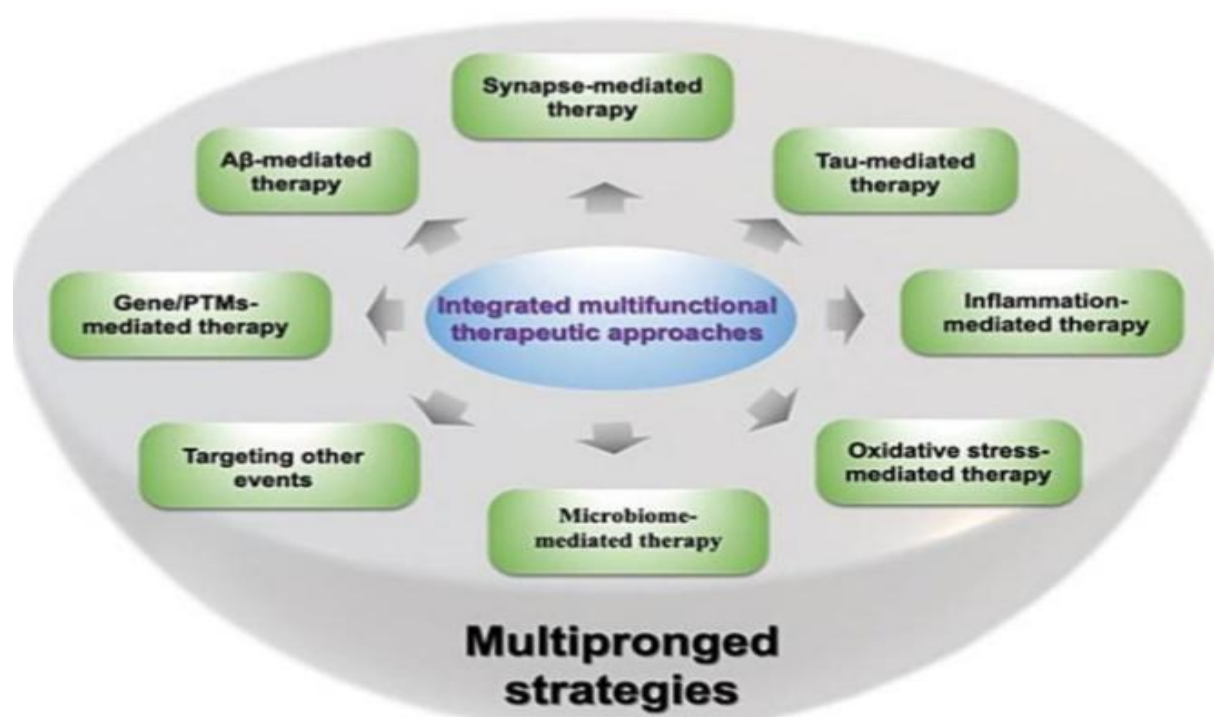 Synapse-mediated
therapy
Aβ-mediated
therapy
Tau-mediated
therapy
Gene/PTMs-
mediated therapy
Integrated multifunctional
therapeutic approaches
Inflammation-
mediated therapy
Targeting other
events
Oxidative stress-
mediated therapy
Microbiome-
mediated therapy
Multipronged
strategies